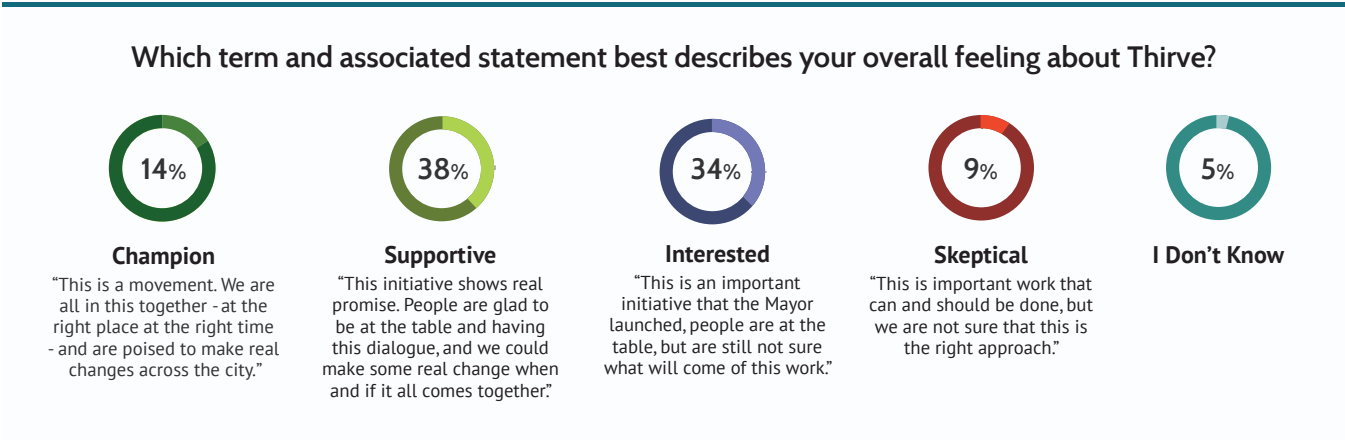 Which term and associated statement best describes your overall feeling about Thirve?
14%
Champion
“This is a movement. We are
all in this together - at the
right place at the right time
- and are poised to make real
changes across the city.”
38%
Supportive
“This initiative shows real
promise. People are glad to
be at the table and having
this dialogue, and we could
make some real change when
and if it all comes together.”
34%
Interested
“This is an important
initiative that the Mayor
launched, people are at the
table, but are still not sure
what will come of this work.”
9%
Skeptical
“This is important work that
can and should be done, but
we are not sure that this is
the right approach.”
5%
I Don’t Know